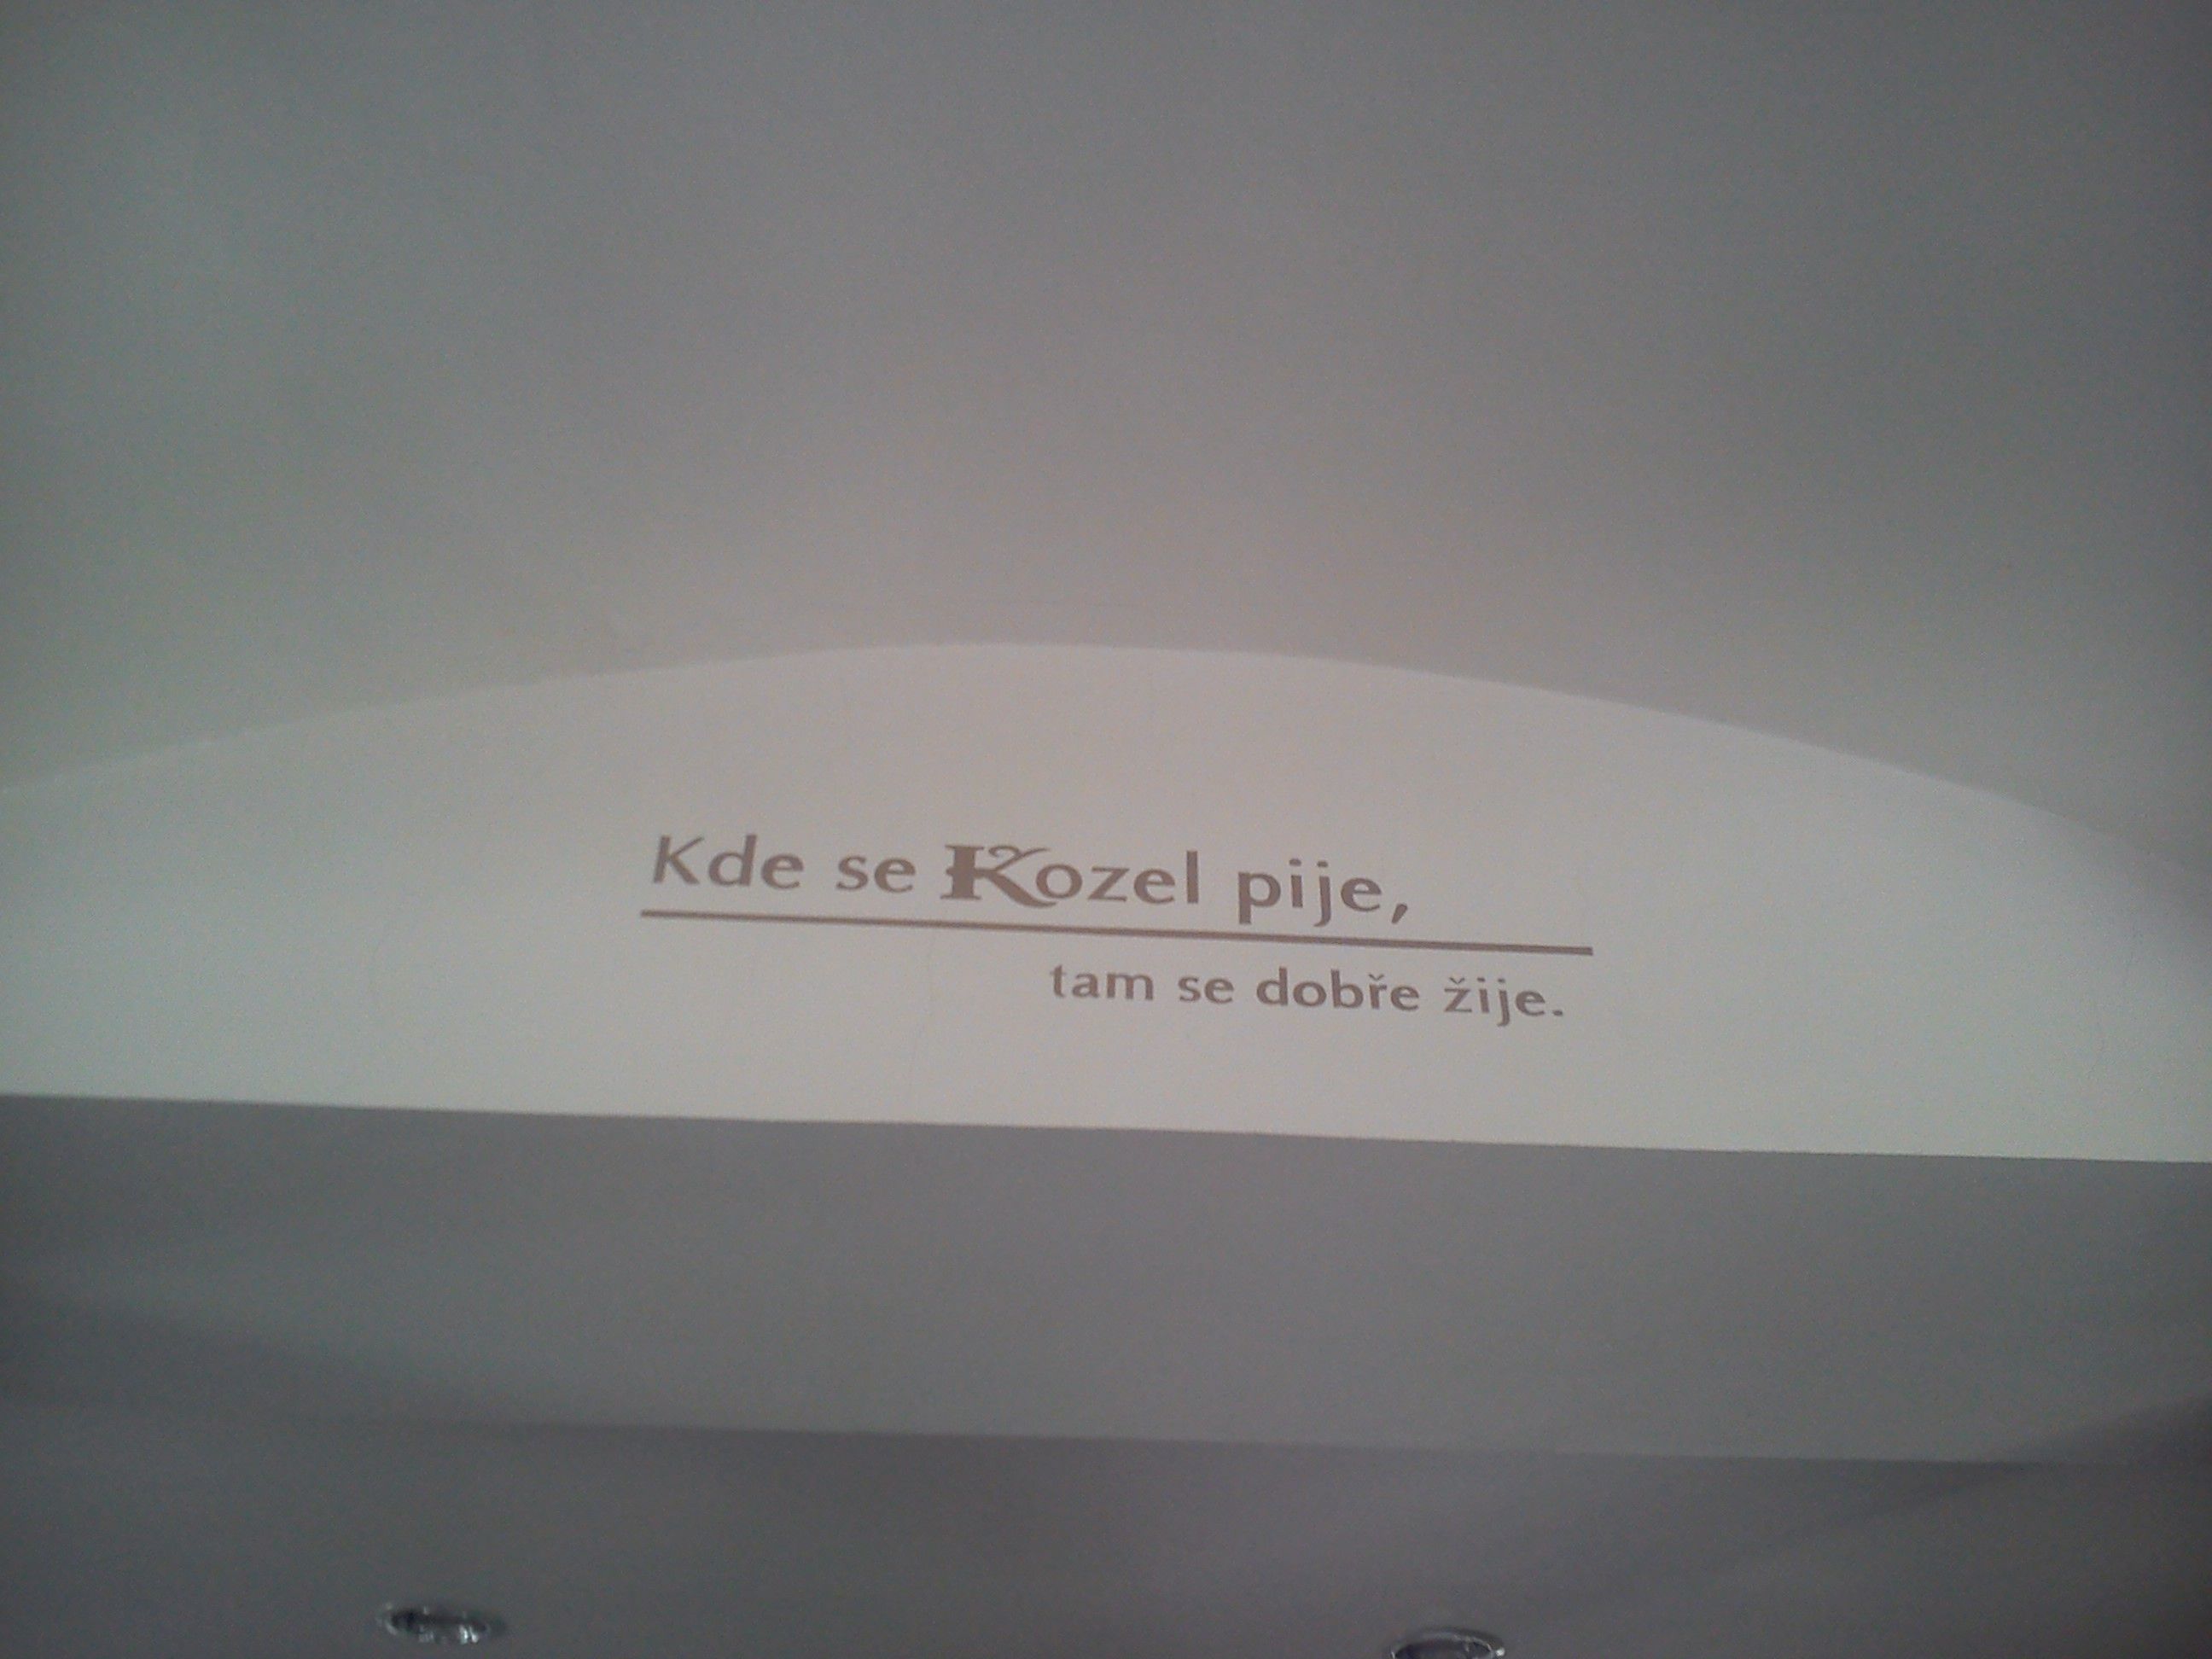 Kde se Kozel pije,
tam se dobře žije.